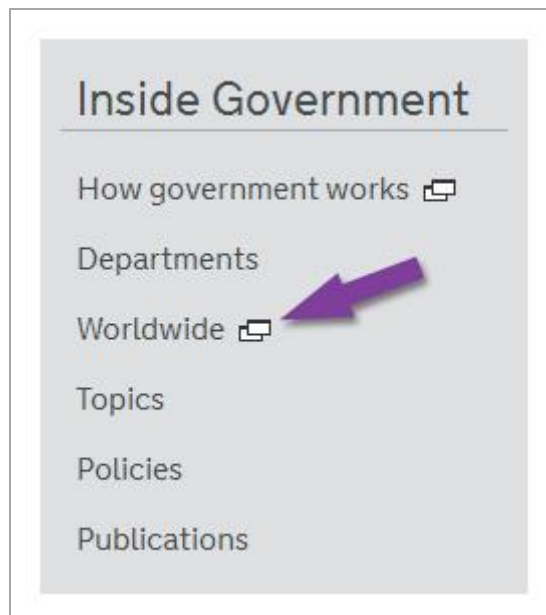 Inside Government
How government works
Departments
Worldwide
Topics
Policies
Publications